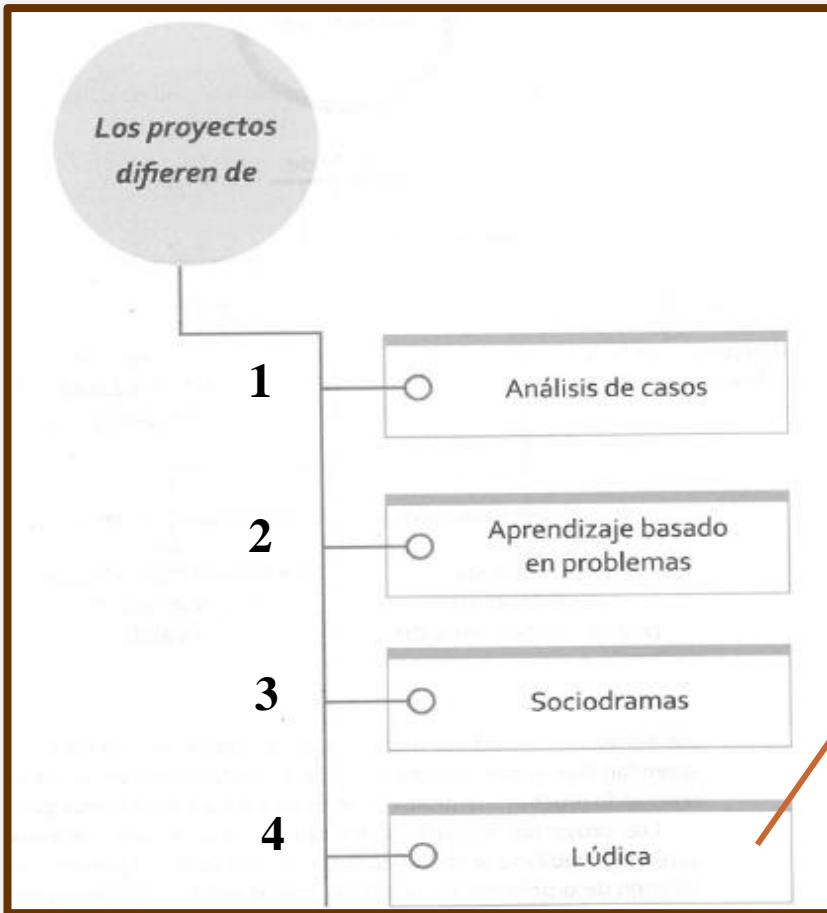 Los proyectos
difieren de
1
Análisis de casos
2
Aprendizaje basado
en problemas
3
Sociodramas
4
Lúdica